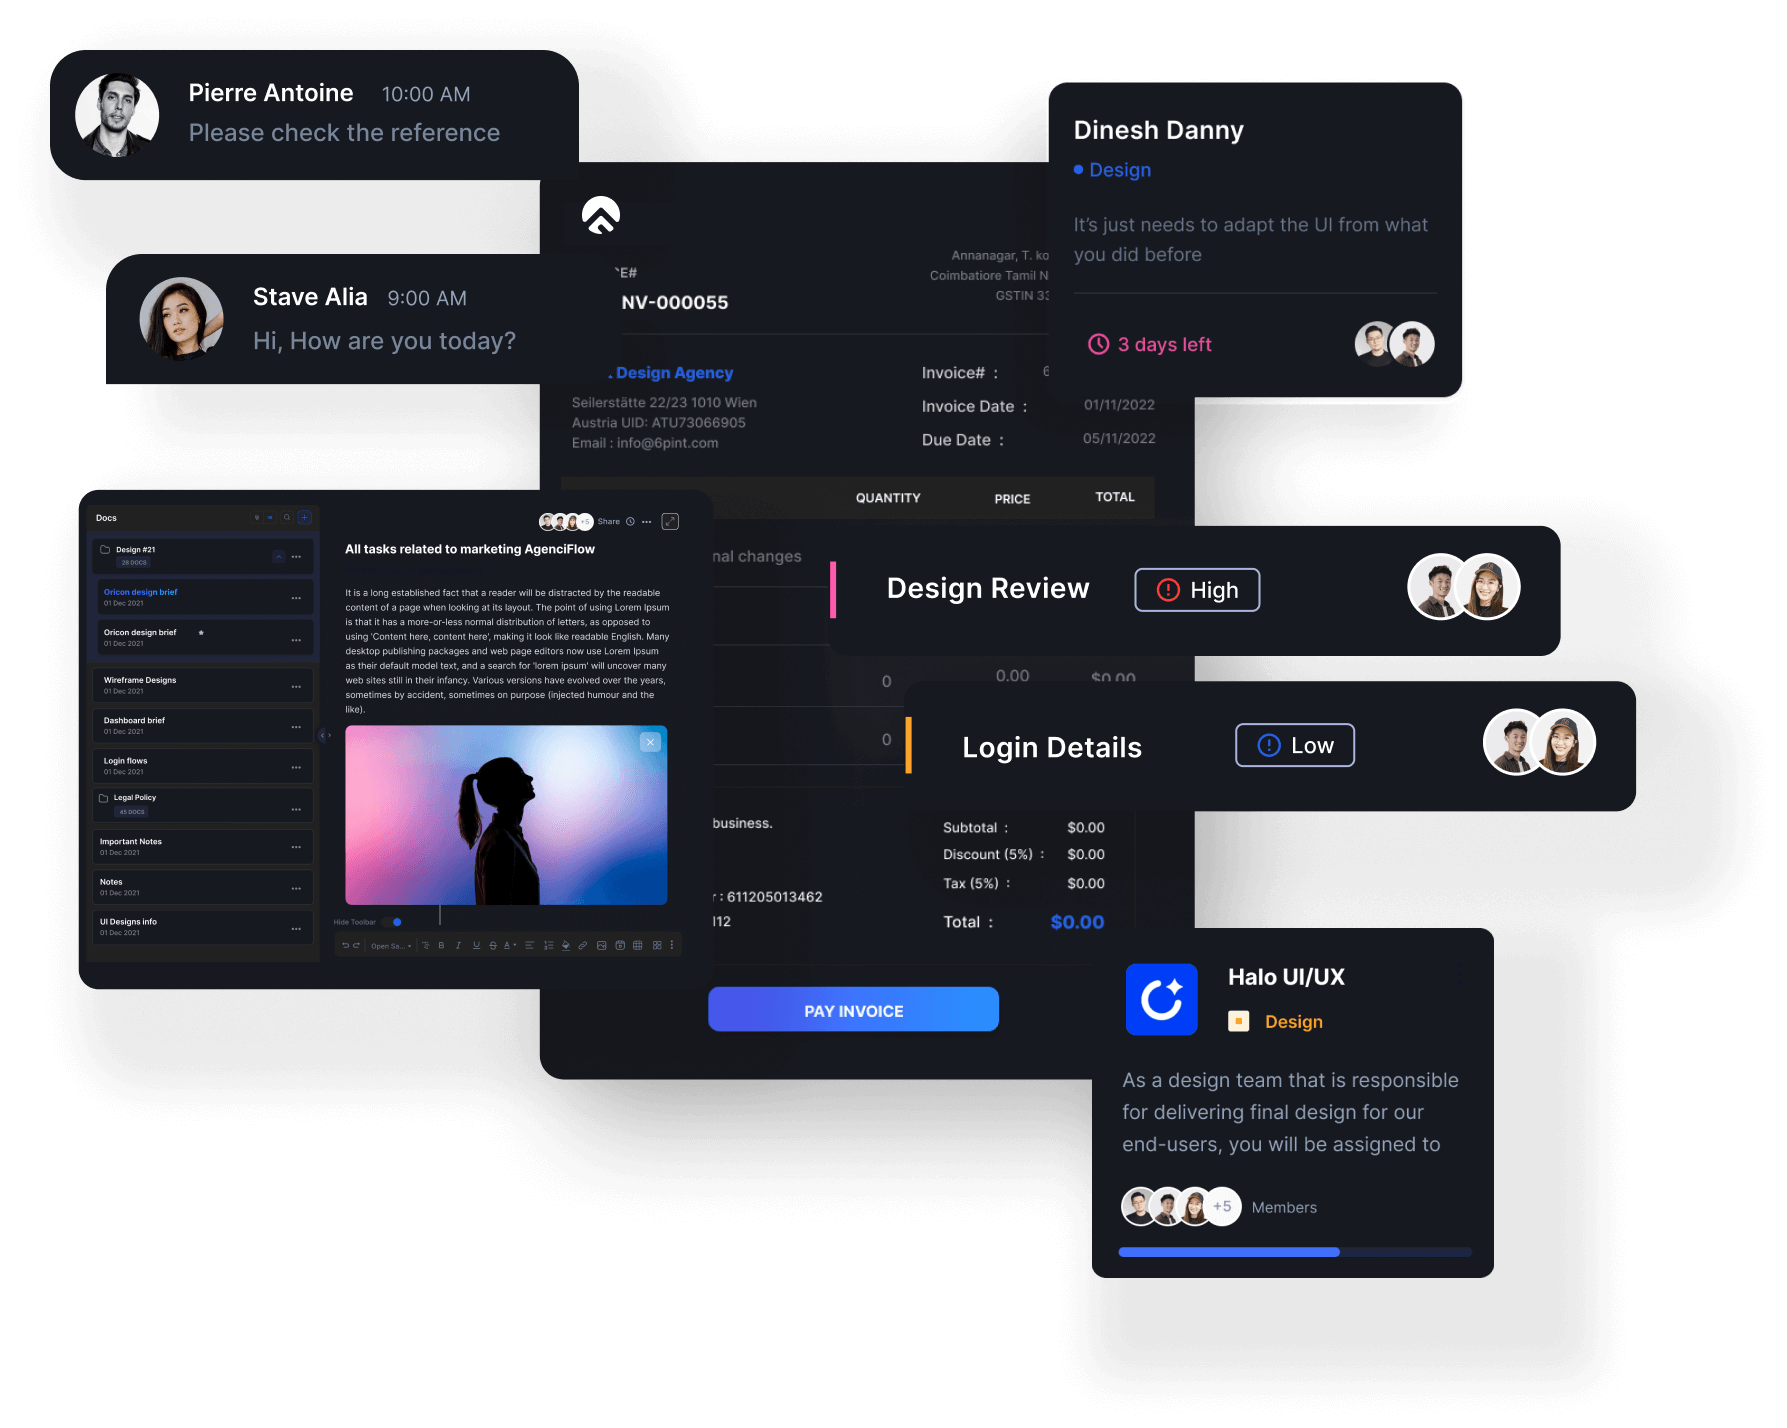 Pierre Antoine 10:00 AM
Please check the reference
Stave Alia 9:00 AM
Hi, How are you today?
Dinesh Danny
Design
It's just needs to adapt the UI from what
you did before
3 days left
Annanagar, T. ko
Coimbatiore Tamil N
GSTIN 33
CE#
NV-000055
. Design Agency
Seilerstätte 22/23 1010 Wien
Austria UID: ATU73066905
Email : info@6pint.com
Invoice# : 6
Invoice Date : 01/11/2022
Due Date : 05/11/2022
QUANTITY PRICE TOTAL
nal changes
0 0.00 $0.00
0
business.
r : 611205013462
112
Subtotal : $0.00
Discount (5%) : $0.00
Tax (5%) : $0.00
Total : $0.00
PAY INVOICE
Docs
Design #21
28 DOCS
Oricon design brief
01 Dec 2021
Oricon design brief
01 Dec 2021
Wireframe Designs
01 Dec 2021
Dashboard brief
01 Dec 2021
Login flows
01 Dec 2021
Legal Policy
45 DOCS
Important Notes
01 Dec 2021
Notes
01 Dec 2021
UI Designs info
01 Dec 2021
+5 Share
All tasks related to marketing AgenciFlow
It is a long established fact that a reader will be distracted by the readable
content of a page when looking at its layout. The point of using Lorem Ipsum
is that it has a more-or-less normal distribution of letters, as opposed to
using 'Content here, content here', making it look like readable English. Many
desktop publishing packages and web page editors now use Lorem Ipsum
as their default model text, and a search for 'lorem ipsum' will uncover many
web sites still in their infancy. Various versions have evolved over the years,
sometimes by accident, sometimes on purpose (injected humour and the
like).
Hide Toolbar
Open Sa...
B I U S A
Design Review High
Login Details Low
Halo UI/UX
Design
As a design team that is responsible
for delivering final design for our
end-users, you will be assigned to
+5 Members